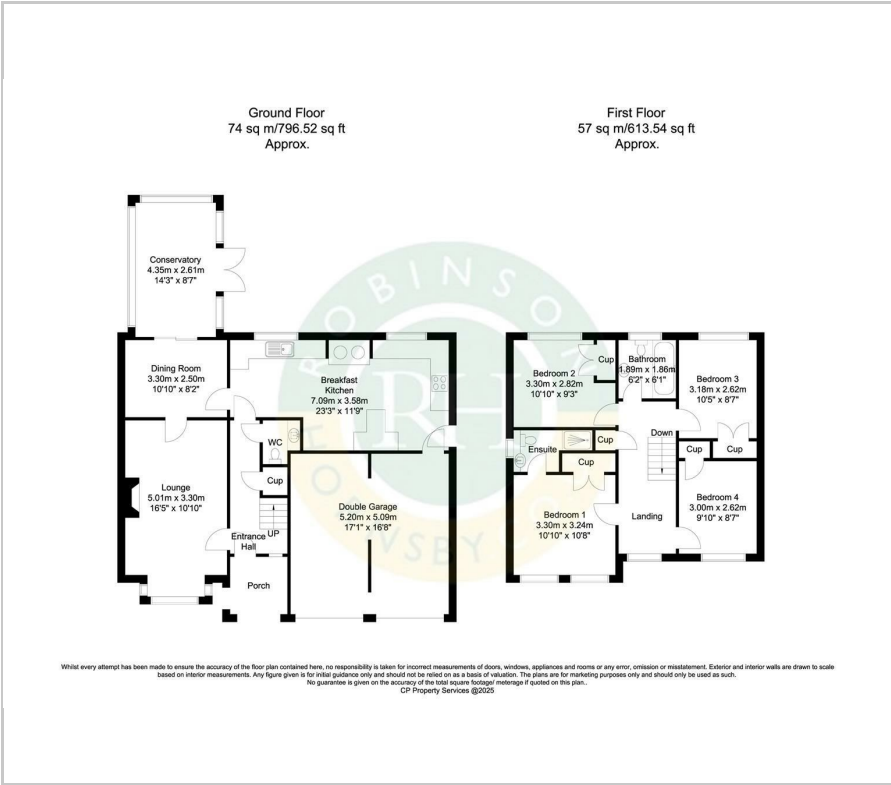 Ground Floor
74 sq m/796.52 sq ft
Approx.
First Floor
57 sq m/613.54 sq ft
Approx.
Conservatory
4.35m x 2.61m
14'3" x 8'7"
Dining Room
3.30m x 2.50m
10'10" x 8'2"
Breakfast
Kitchen
7.09m x 3.58m
23'3" x 11'9"
WC
Cup
Lounge
5.01m x 3.30m
16'5" x 10'10"
Double Garage
5.20m x 5.09m
17'1" x 16'8"
UP
Entrance
Hall
Porch
Bedroom 2
3.30m x 2.82m
10'10" x 9'3"
Cup
Bathroom
1.89m x 1.86m
6'2" x 6'1"
Bedroom 3
3.18m x 2.62m
10'5" x 8'7"
Down
Cup
Ensuite
Cup
Cup
Cup
Bedroom 1
3.30m x 3.24m
10'10" x 10'8"
Landing
Bedroom 4
3.00m x 2.62m
9'10" x 8'7"
ROBINSON
RH
HORNSBY
Whilst every attempt has been made to ensure the accuracy of the floor plan contained here, no responsibility is taken for incorrect measurements of doors, windows, appliances and rooms or any error, omission or misstatement. Exterior and interior walls are drawn to scale
based on interior measurements. Any figure given is for initial guidance only and should not be relied on as a basis of valuation. The plans are for marketing purposes only and should only be used as such.
No guarantee is given on the accuracy of the total square footage/ meterage if quoted on this plan..
CP Property Services @2025